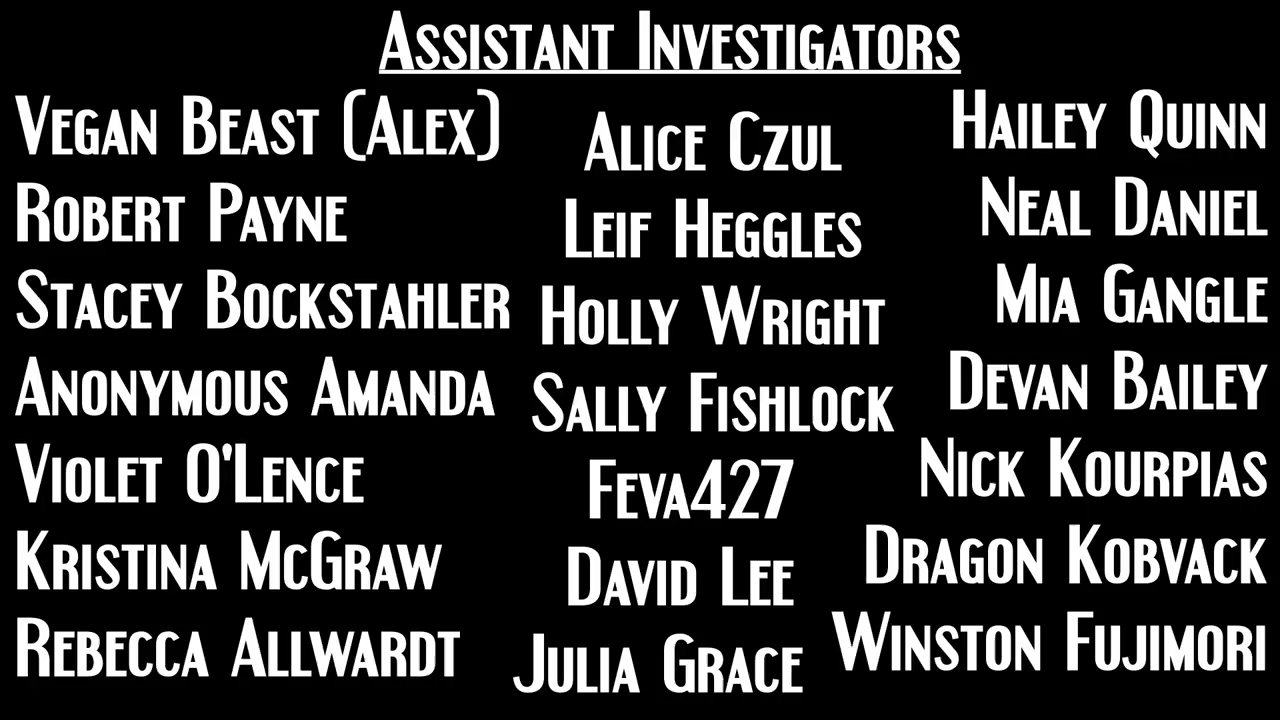 Assistant Investigators
Vegan Beast (Alex)
Robert Payne
Stacey Bockstahler
Anonymous Amanda
Violet O'Lence
Kristina McGraw
Rebecca Allwardt
Alice Czul
Leif Heggles
Holly Wright
Sally Fishlock
Feva427
David Lee
Julia Grace
Hailey Quinn
Neal Daniel
Mia Gangle
Devan Bailey
Nick Kourpias
Dragon Kobvack
Winston Fujimori